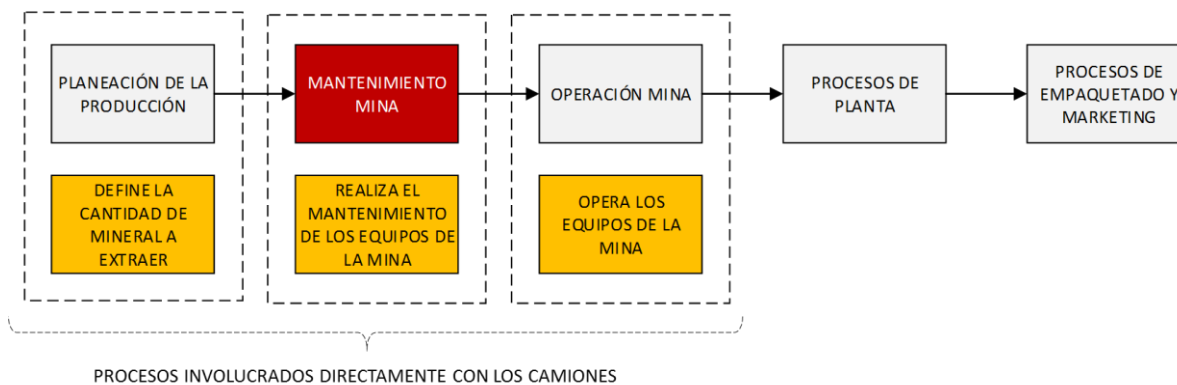 PLANEACIÓN DE LA
PRODUCCIÓN
MANTENIMIENTO
MINA
OPERACIÓN MINA
PROCESOS DE
PLANTA
PROCESOS DE
EMPAQUETADO Y
MARKETING
DEFINE LA
CANTIDAD DE
MINERAL A
EXTRAER
REALIZA EL
MANTENIMIENTO
DE LOS EQUIPOS DE
LA MINA
OPERA LOS
EQUIPOS DE LA
MINA
PROCESOS INVOLUCRADOS DIRECTAMENTE CON LOS CAMIONES